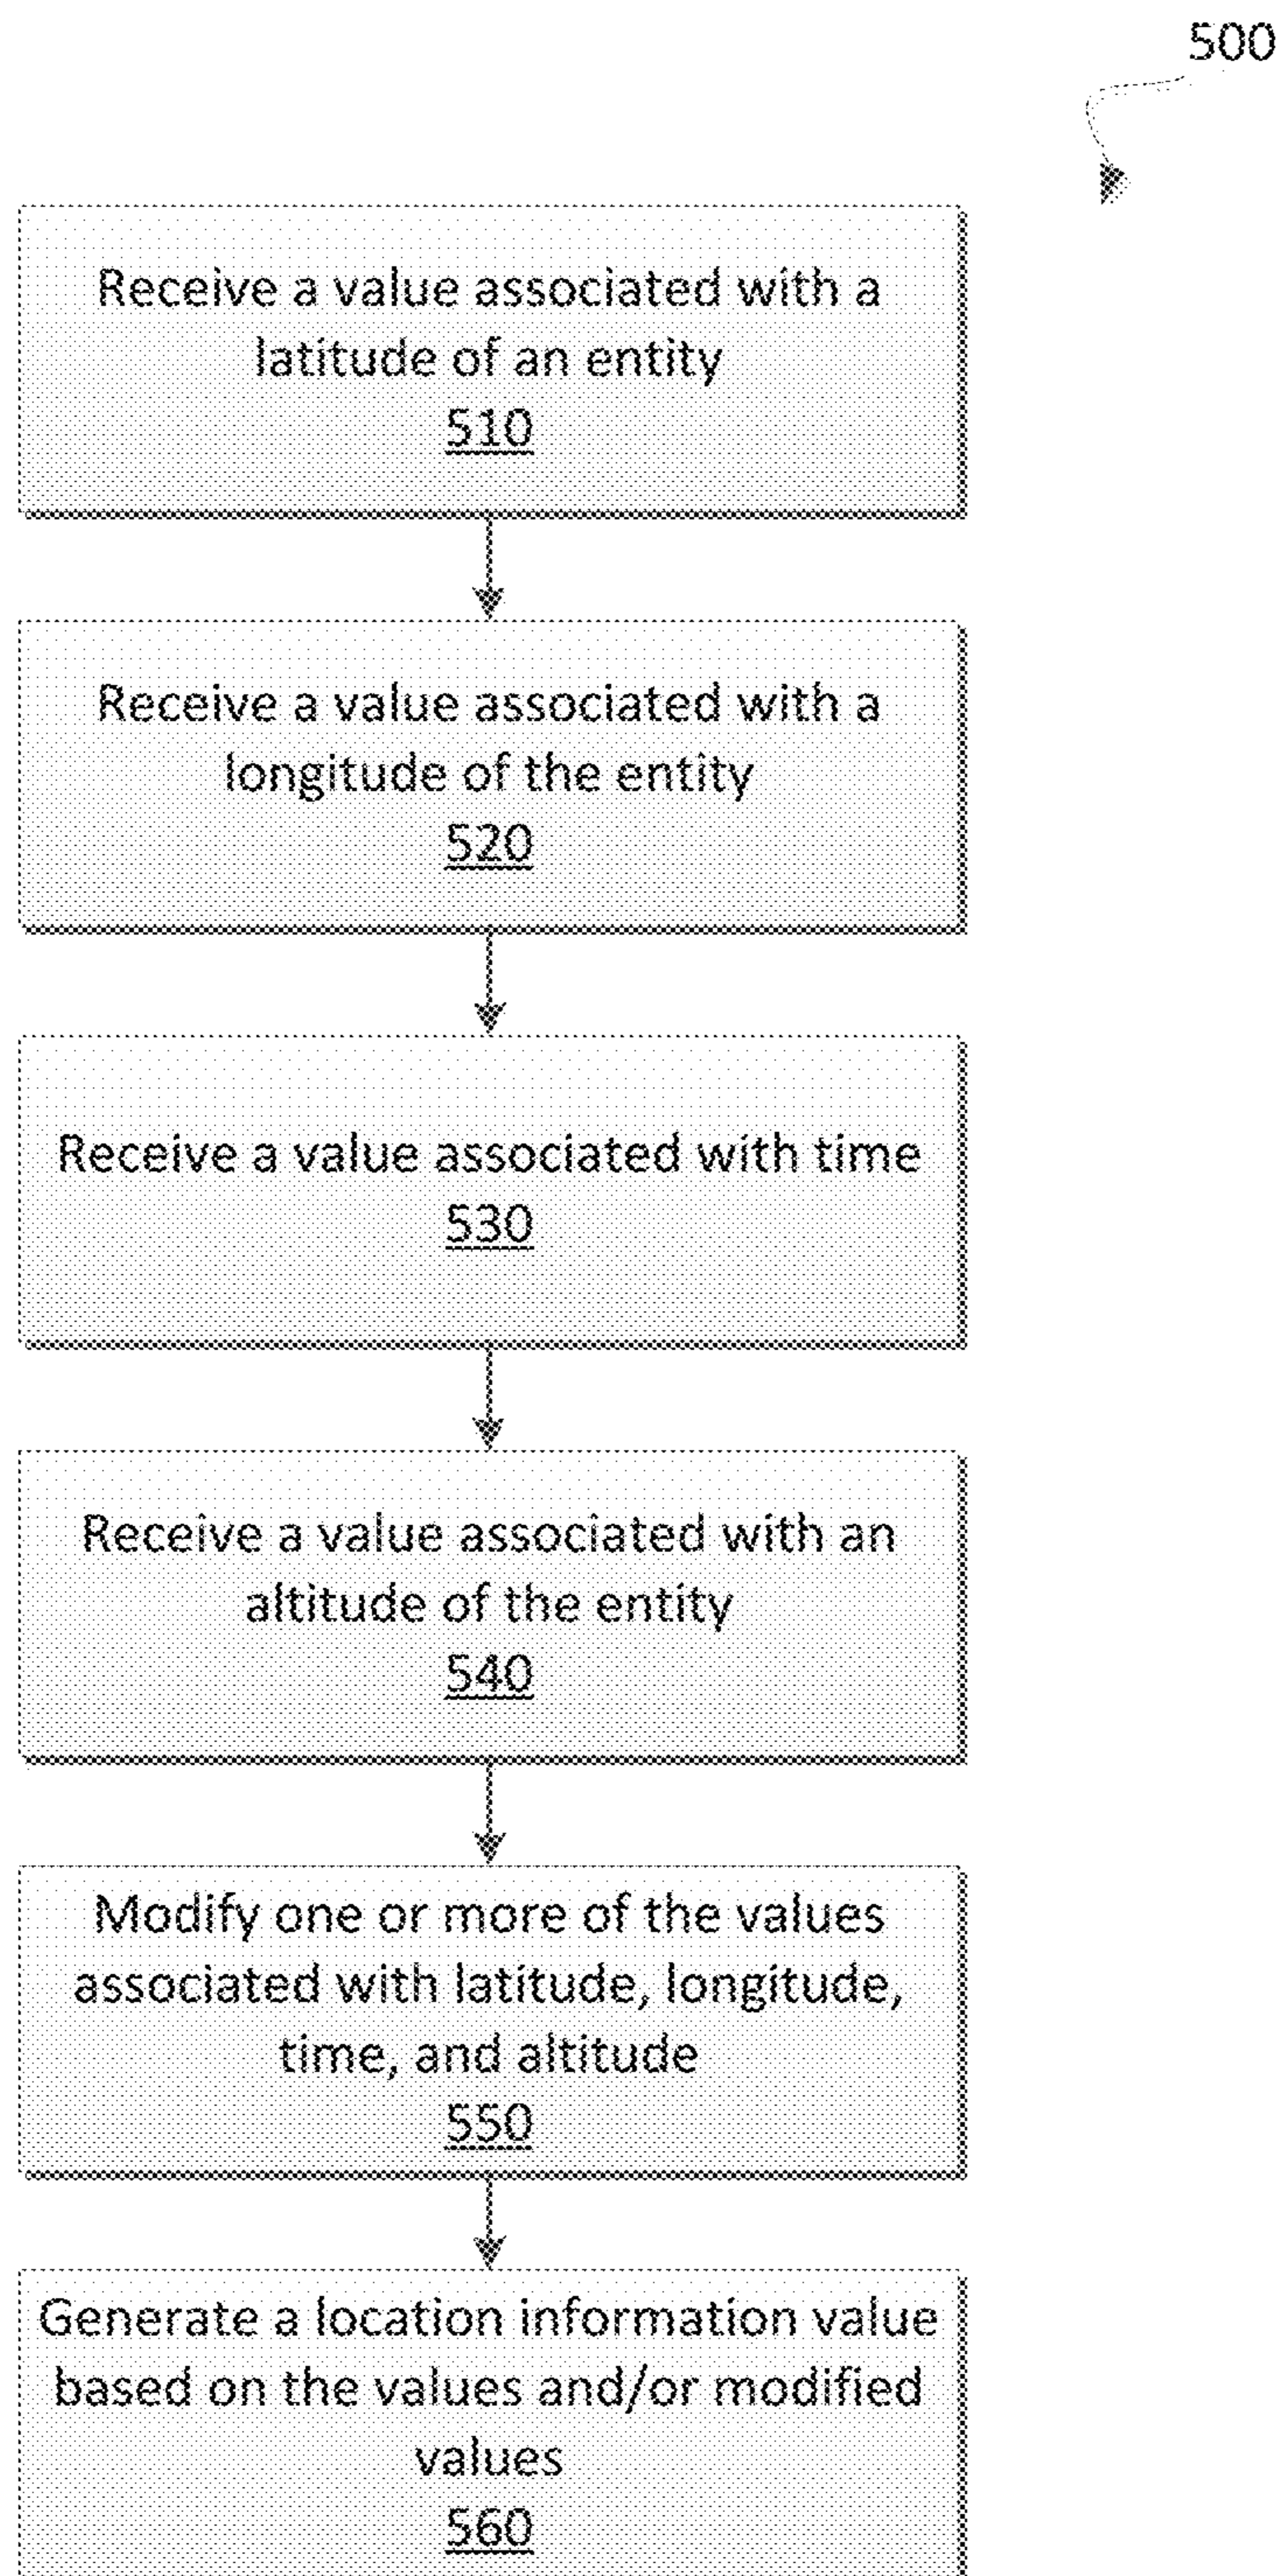 500
Receive a value associated with a
latitude of an entity
510
Receive a value associated with a
longitude of the entity
520
Receive a value associated with time
530
Receive a value associated with an
altitude of the entity
540
Modify one or more of the values
associated with latitude, longitude,
time, and altitude
550
Generate a location information value
based on the values and/or modified
values
560